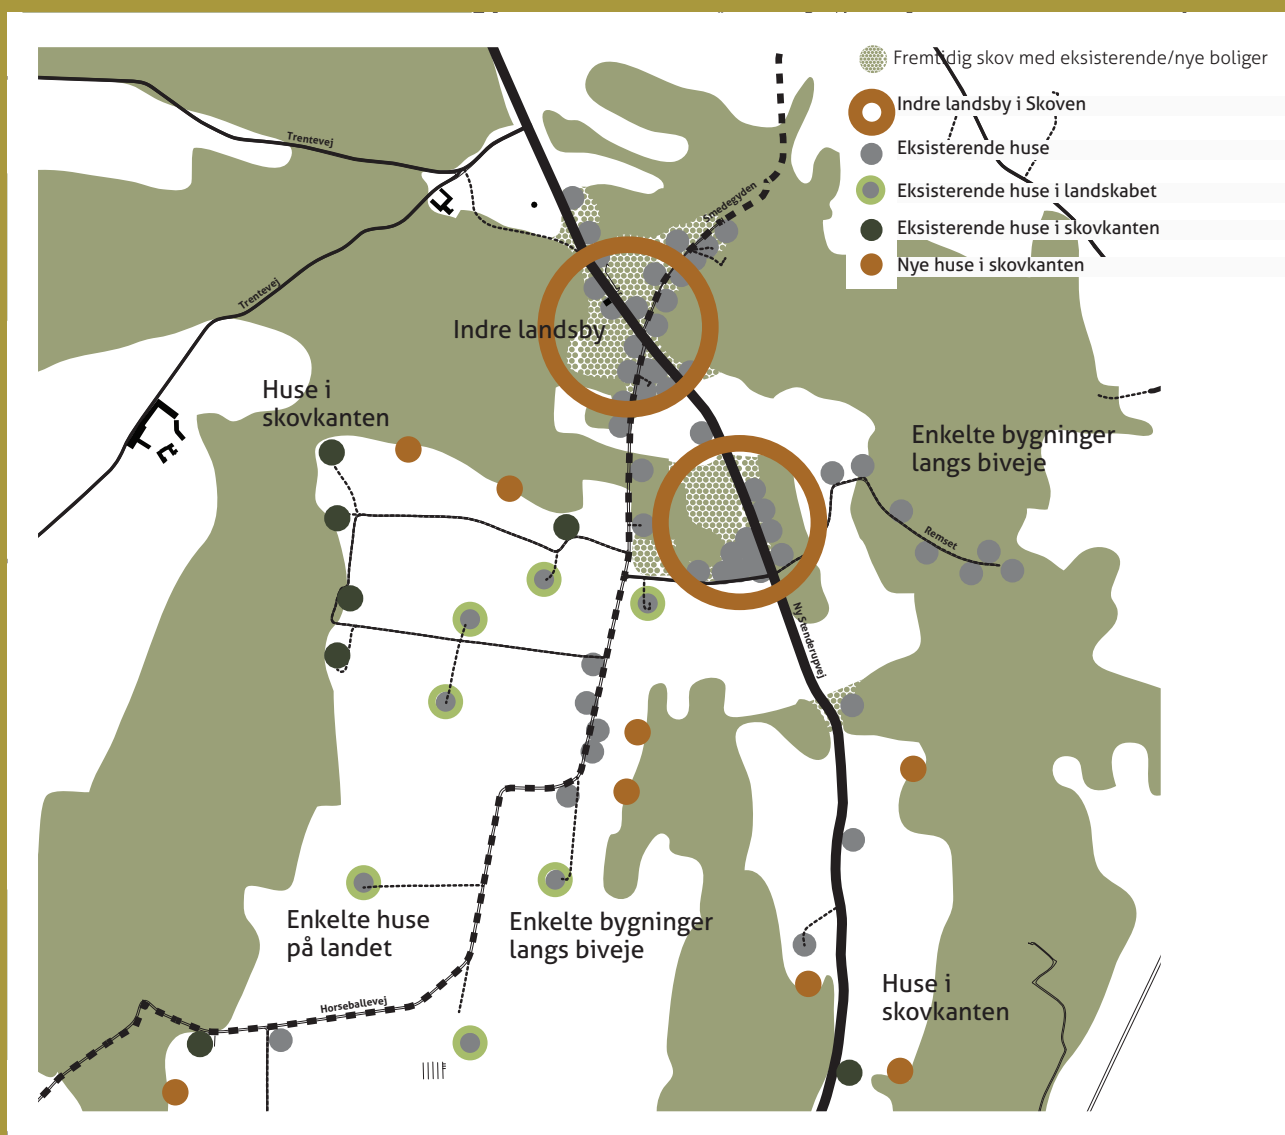 Fremtidig skov med eksisterende/nye boliger
Indre landsby i Skoven
Eksisterende huse
Eksisterende huse i landskabet
Eksisterende huse i skovkanten
Nye huse i skovkanten
Trentevej
Smedegyden
Trentevej
Indre landsby
Huse i
skovkanten
Enkelte bygninger
langs biveje
Remset
Ny Stenderupvej
Enkelte huse
på landet
Enkelte bygninger
langs biveje
Horseballevej
Huse i
skovkanten